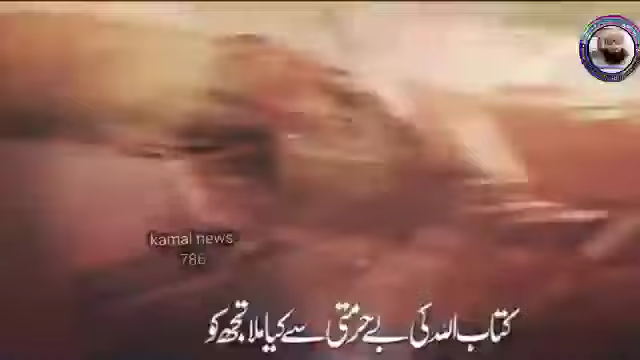 kamal news
786
کتاب اللہ کی بے حرمتی سے کیا ملا تجھ کو